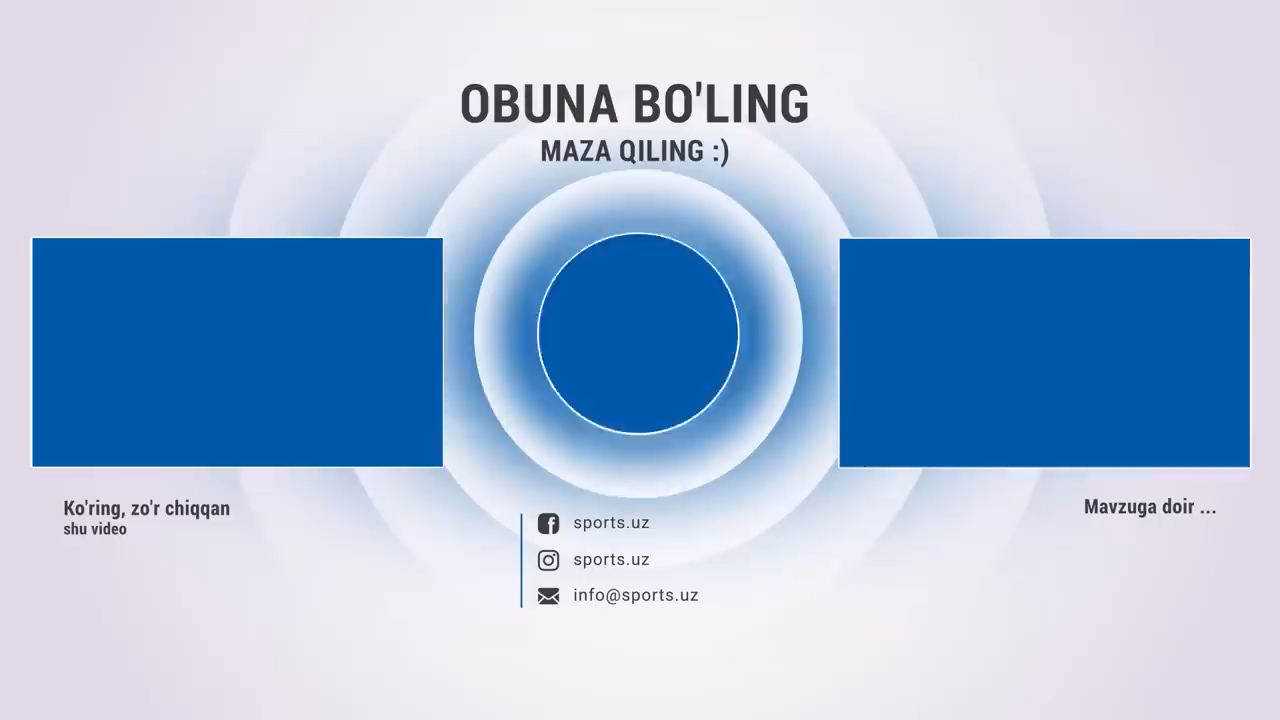 OBUNA BO'LING
MAZA QILING :)
Ko'ring, zo'r chiqqan
shu video
Mavzuga doir ...
sports.uz
sports.uz
info@sports.uz